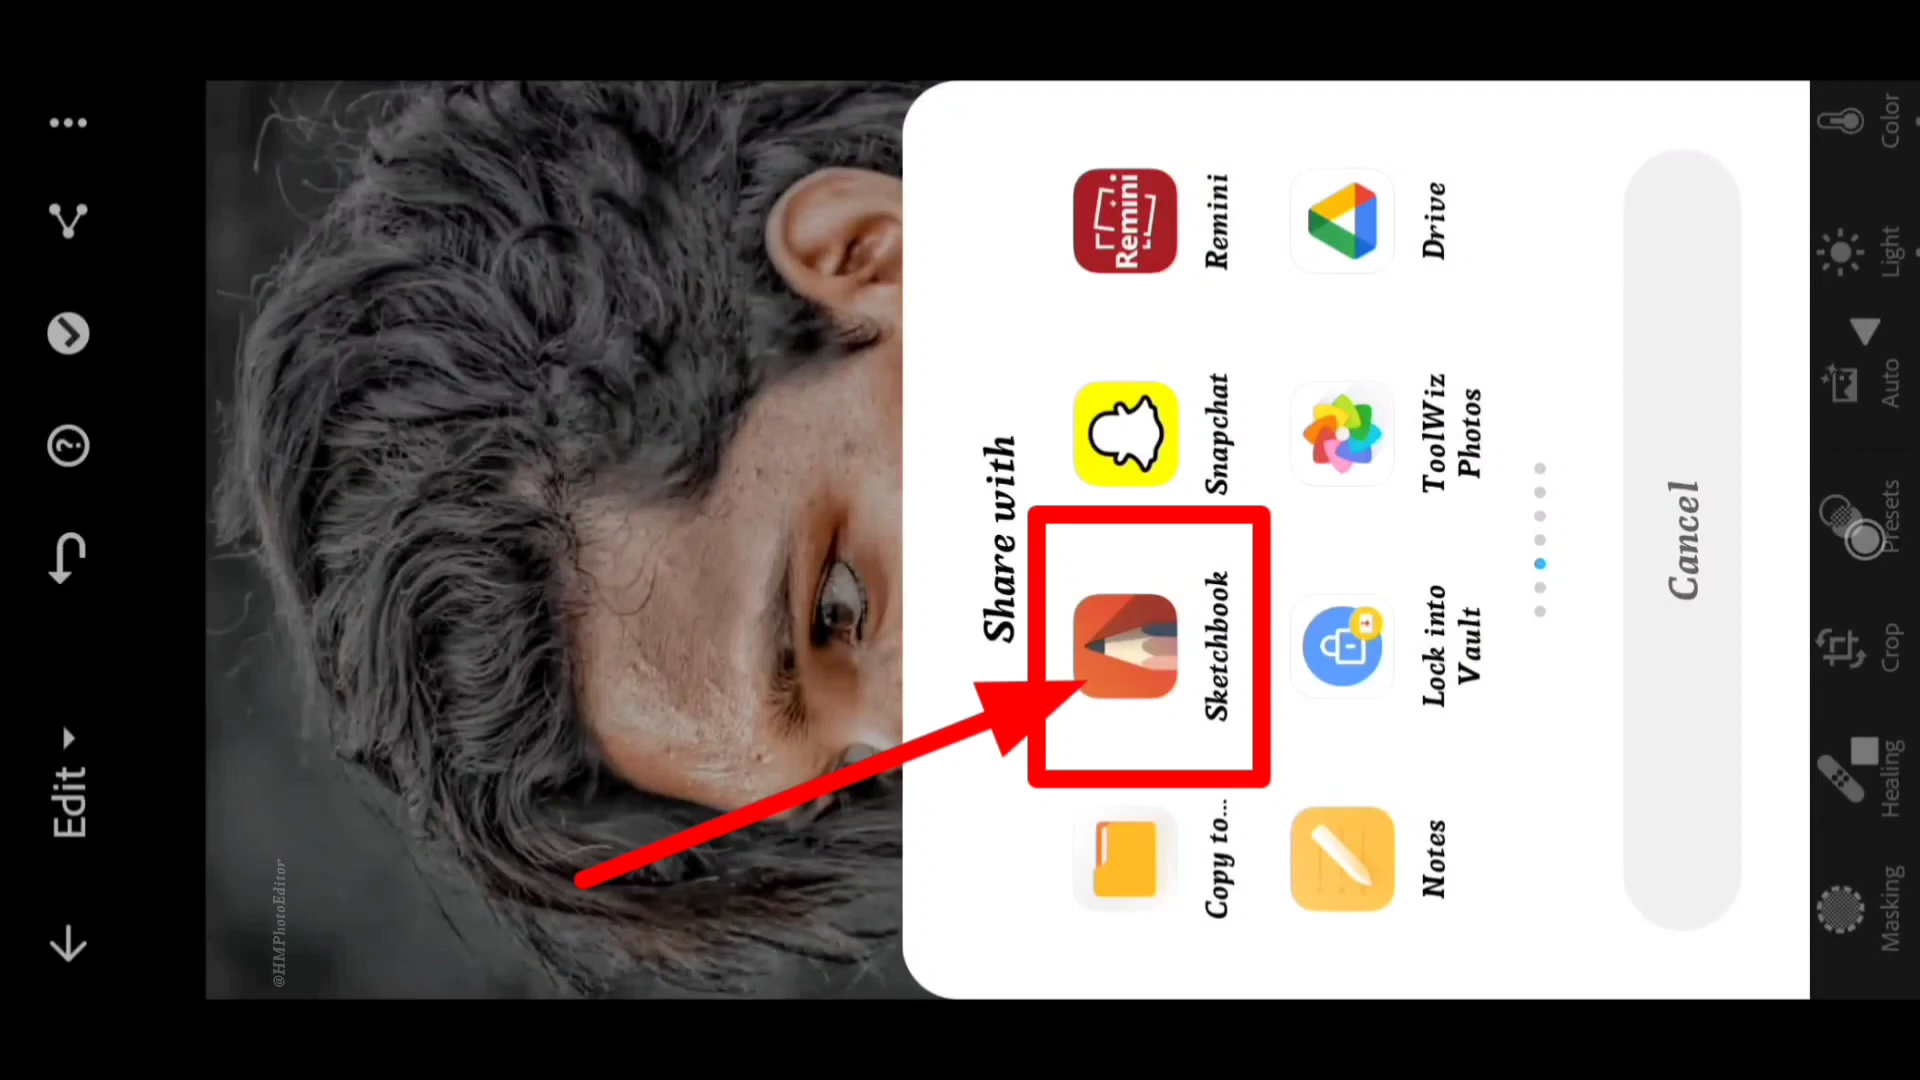 Edit
@HMPhotoEditor
Share with
Copy to...
Sketchbook
Snapchat
Remini
Remini
Notes
Lock into
Vault
ToolWiz
Photos
Drive
Cancel
Masking
Healing
Crop
Presets
Auto
Light
Color